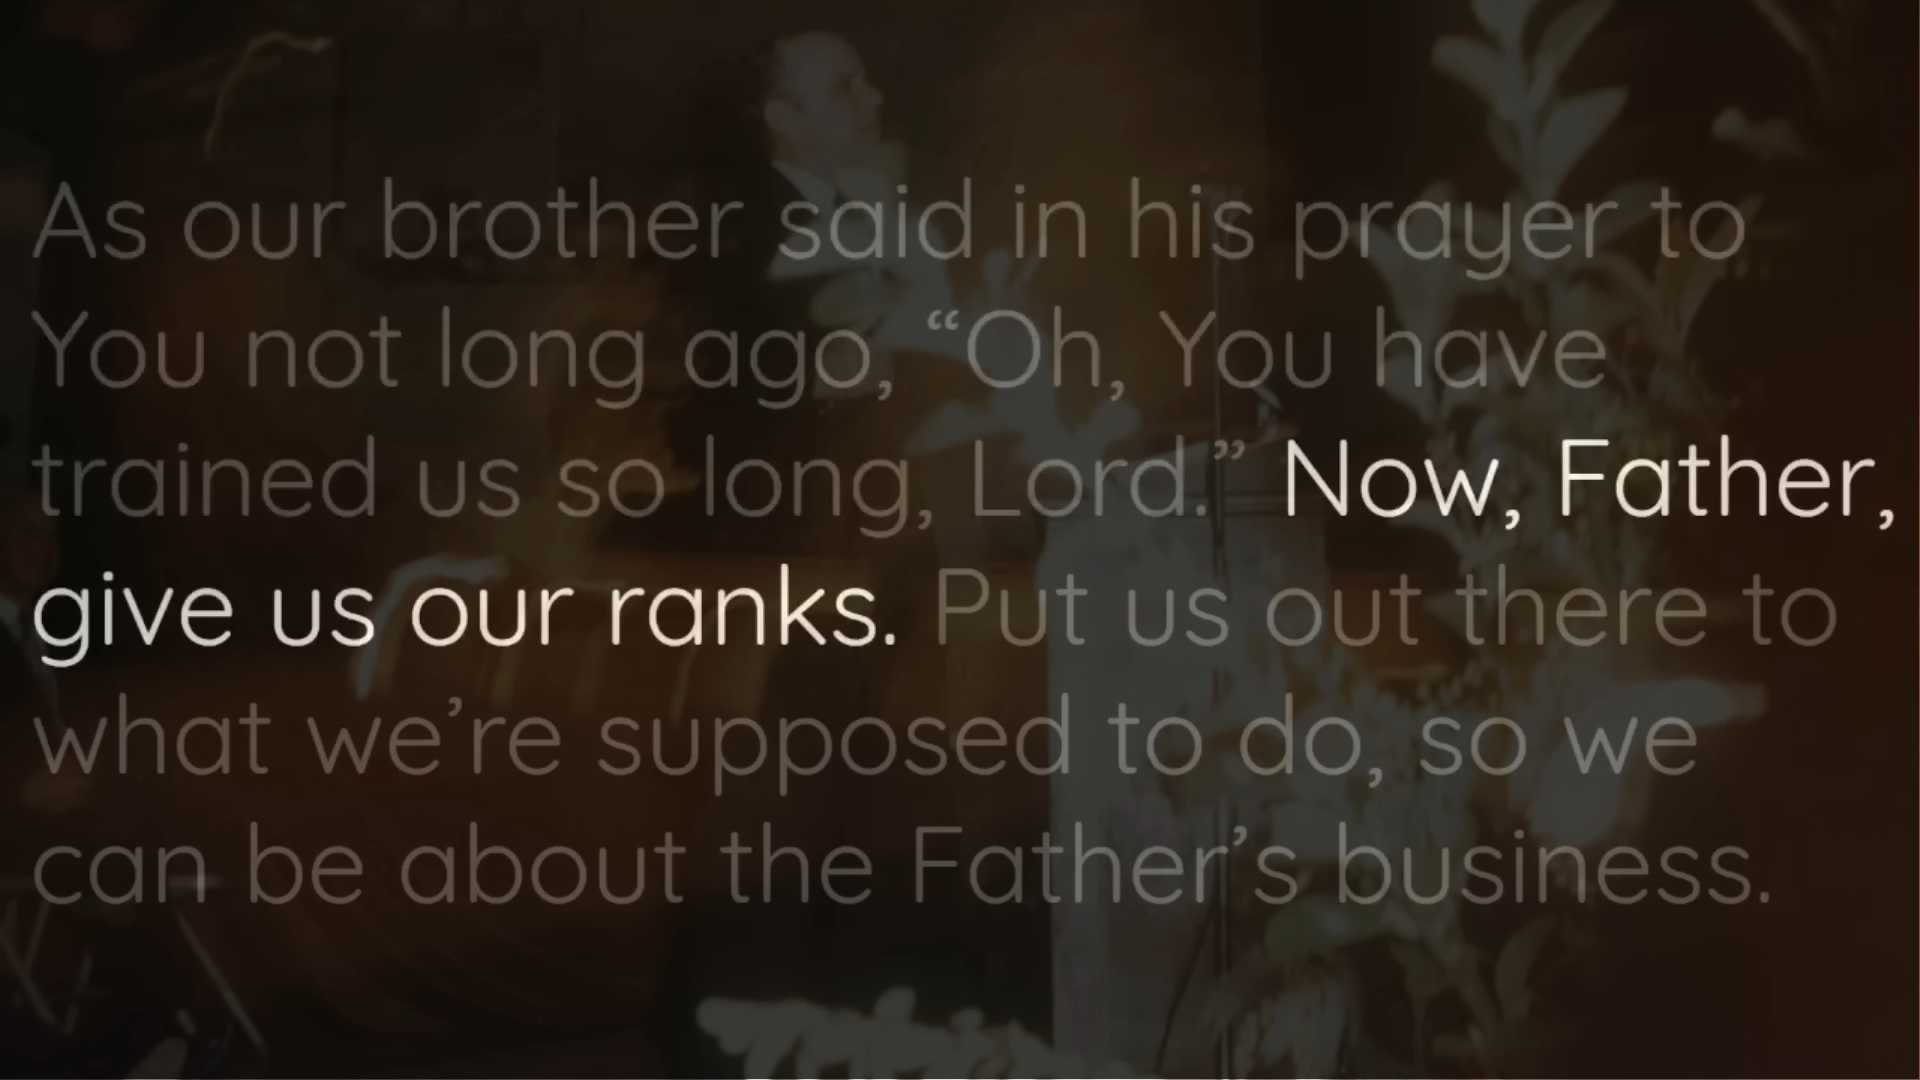 As our brother said in his prayer to
You not long ago, “Oh, You have
trained us so long, Lord.” Now, Father,
give us our ranks. Put us out there to
what we’re supposed to do, so we
can be about the Father’s business.